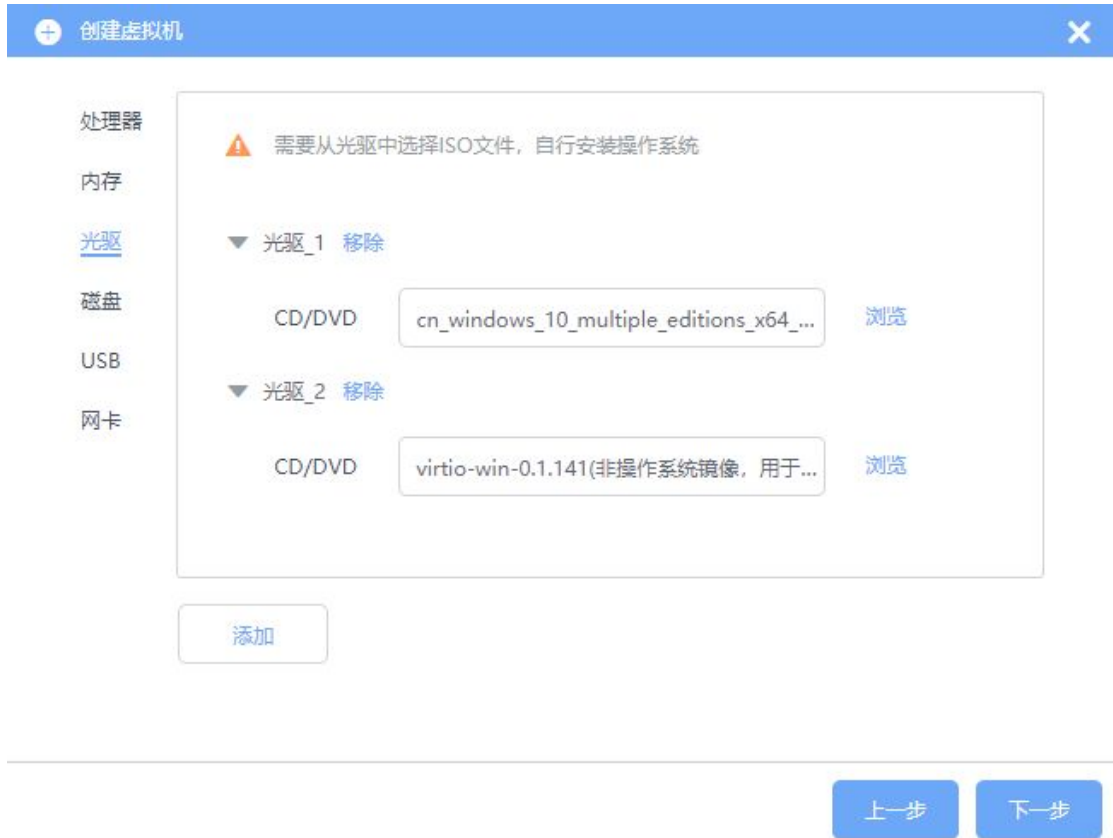 创建虚拟机
处理器
内存
光驱
磁盘
USB
网卡
需要从光驱中选择ISO文件，自行安装操作系统
光驱_1 移除
CD/DVD cn_windows_10_multiple_editions_x64_... 浏览
光驱_2 移除
CD/DVD virtio-win-0.1.141(非操作系统镜像，用于... 浏览
添加
上一步 下一步